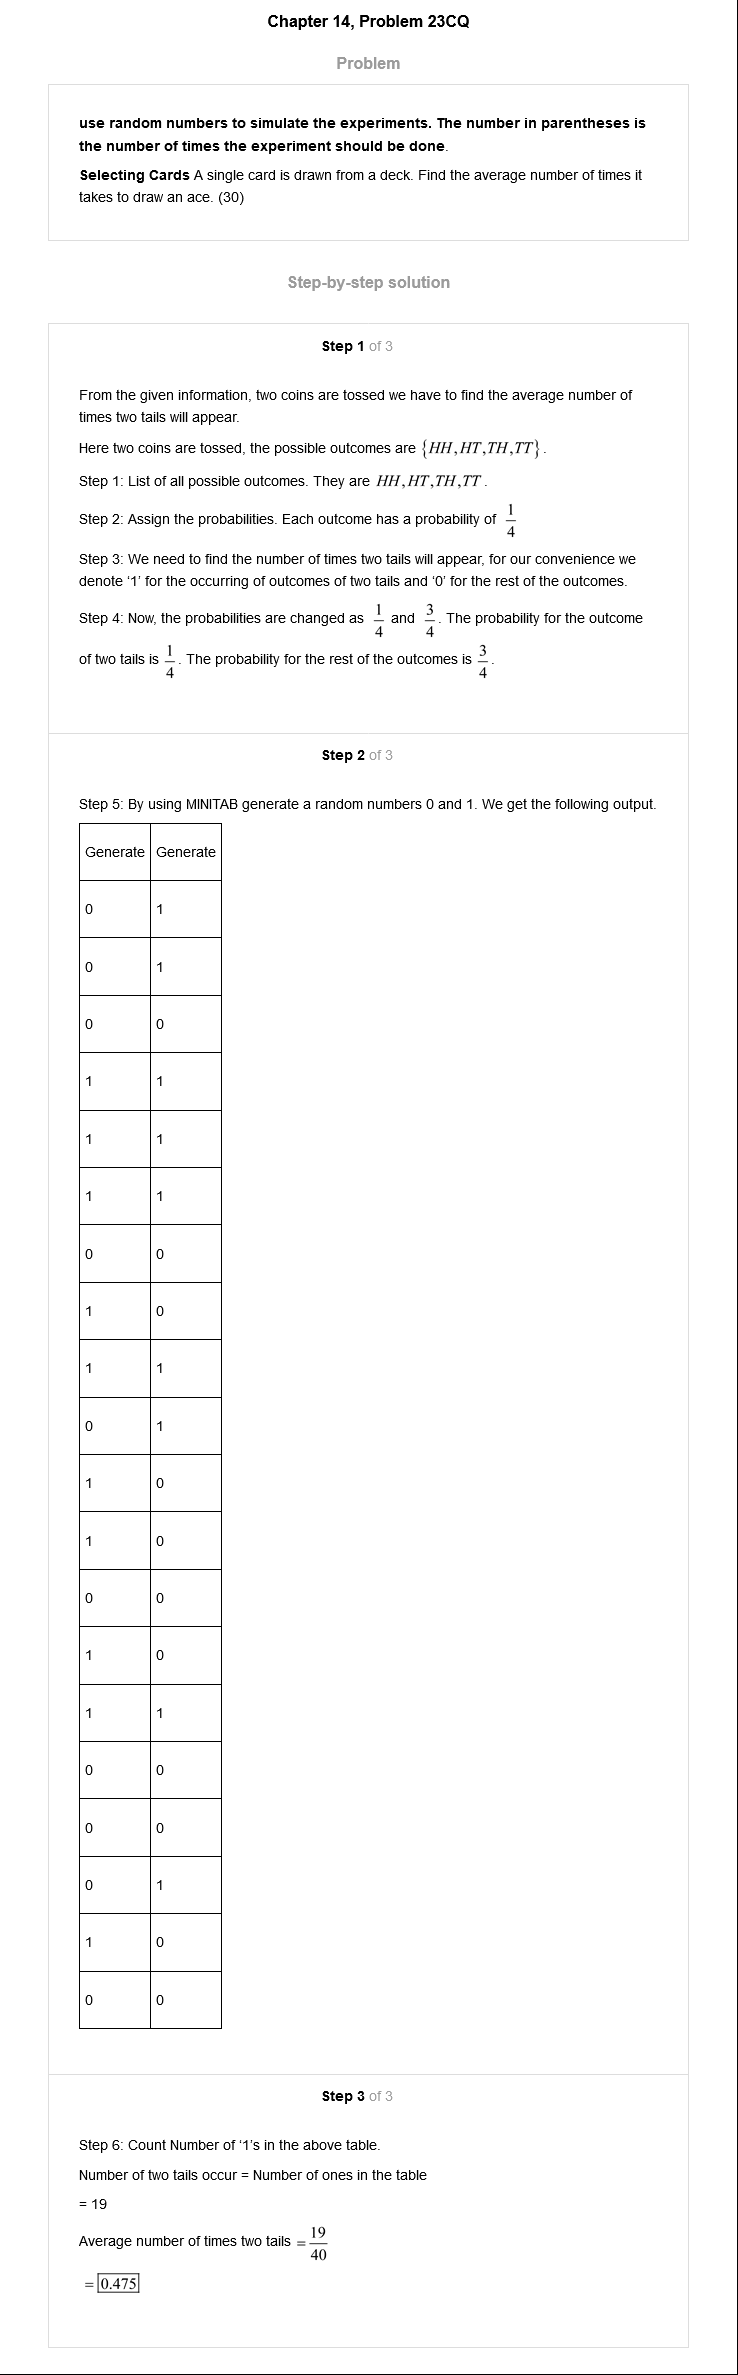 Chapter 14, Problem 23CQ
Problem
use random numbers to simulate the experiments. The number in parentheses is
the number of times the experiment should be done.
Selecting Cards A single card is drawn from a deck. Find the average number of times it
takes to draw an ace. (30)
Step-by-step solution
Step 1 of 3
From the given information, two coins are tossed we have to find the average number of
times two tails will appear.
Here two coins are tossed, the possible outcomes are {HH,HT,TH,TT}.
Step 1: List of all possible outcomes. They are HH,HT,TH,TT.
Step 2: Assign the probabilities. Each outcome has a probability of 1/4
Step 3: We need to find the number of times two tails will appear, for our convenience we
denote ‘1’ for the occurring of outcomes of two tails and ‘0’ for the rest of the outcomes.
Step 4: Now, the probabilities are changed as 1/4 and 3/4. The probability for the outcome
of two tails is 1/4. The probability for the rest of the outcomes is 3/4.
Step 2 of 3
Step 5: By using MINITAB generate a random numbers 0 and 1. We get the following output.
Generate Generate
0 1
0 1
0 0
1 1
1 1
1 1
0 0
1 0
1 1
0 1
1 0
1 0
0 0
1 0
1 1
0 0
0 0
0 1
1 0
0 0
Step 3 of 3
Step 6: Count Number of ‘1’s in the above table.
Number of two tails occur = Number of ones in the table
= 19
Average number of times two tails = 19/40
= 0.475